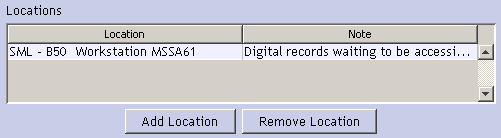 Locations
Location Note
SML - B50 Workstation MSSA61 Digital records waiting to be accessi...
Add Location Remove Location